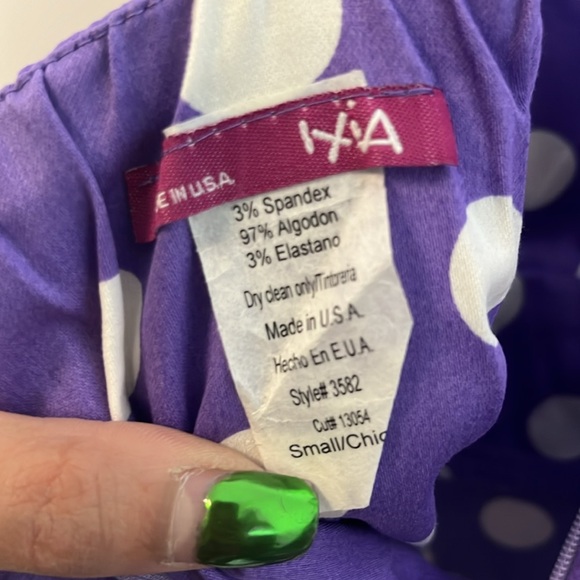 IXIA
E IN U.S.A.
3% Spandex
97% Algodon
3% Elastano
Dry clean only/Tintoreria
Made in U.S.A.
Hecho En E.U.A.
Style# 3582
Cut# 13054
Small/Chic